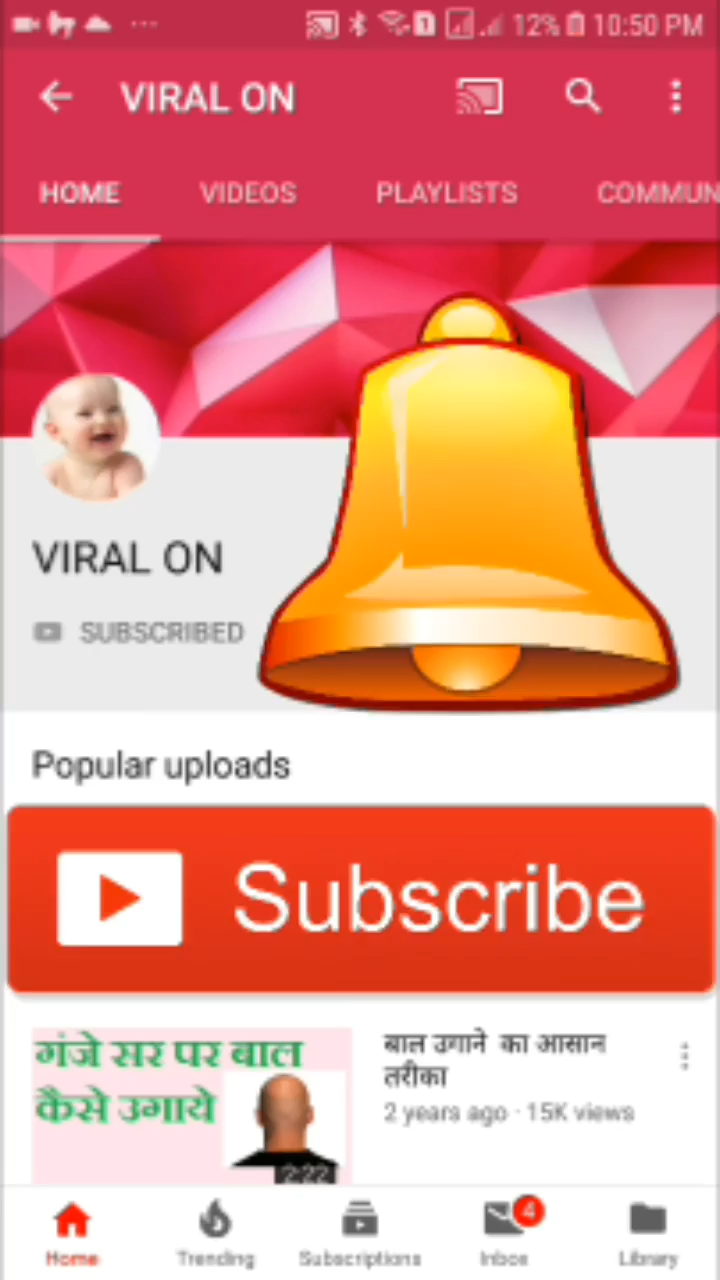 12% 10:50 PM
VIRAL ON
HOME VIDEOS PLAYLISTS COMMUN
VIRAL ON
SUBSCRIBED
Popular uploads
Subscribe
गंजे सर पर बाल
कैसे उगाये
2:22
बाल उगाने का आसान
तरीका
2 years ago · 15K views
Home Trending Subscriptions Inbox 4 Library